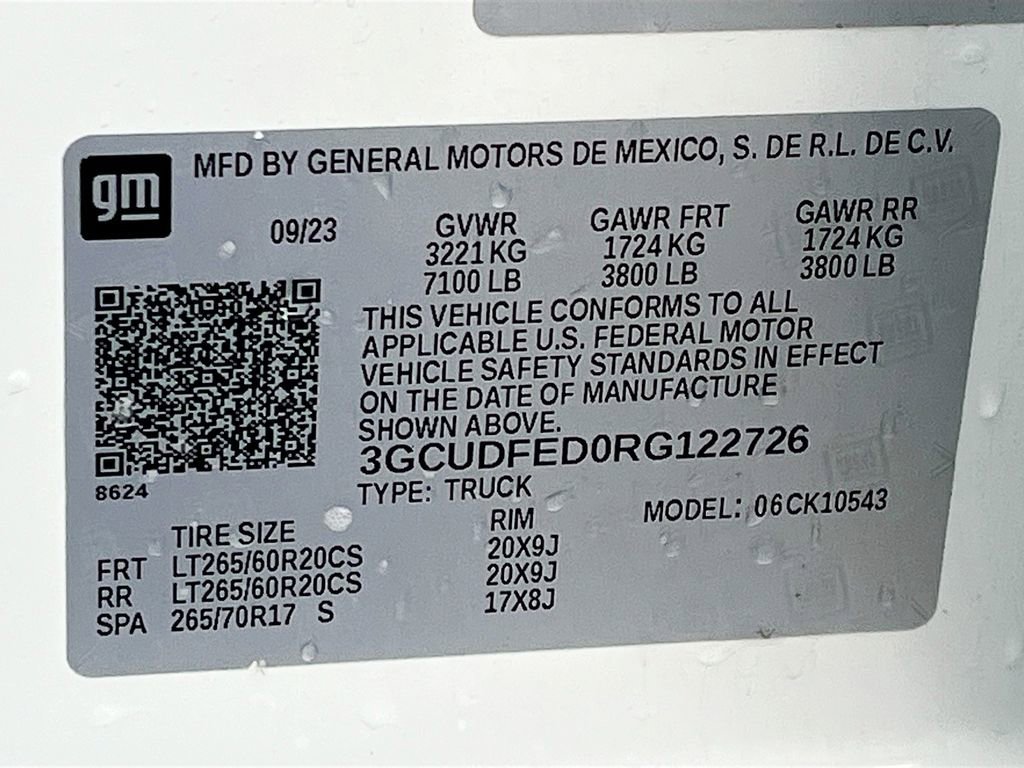 gm
MFD BY GENERAL MOTORS DE MEXICO, S. DE R.L. DE C.V.
09/23
GVWR
3221 KG
7100 LB
GAWR FRT
1724 KG
3800 LB
GAWR RR
1724 KG
3800 LB
THIS VEHICLE CONFORMS TO ALL
APPLICABLE U.S. FEDERAL MOTOR
VEHICLE SAFETY STANDARDS IN EFFECT
ON THE DATE OF MANUFACTURE
SHOWN ABOVE.
3GCUDFED0RG122726
8624
TYPE: TRUCK
MODEL: 06CK10543
TIRE SIZE RIM
FRT LT265/60R20CS 20X9J
RR LT265/60R20CS 20X9J
SPA 265/70R17 S 17X8J